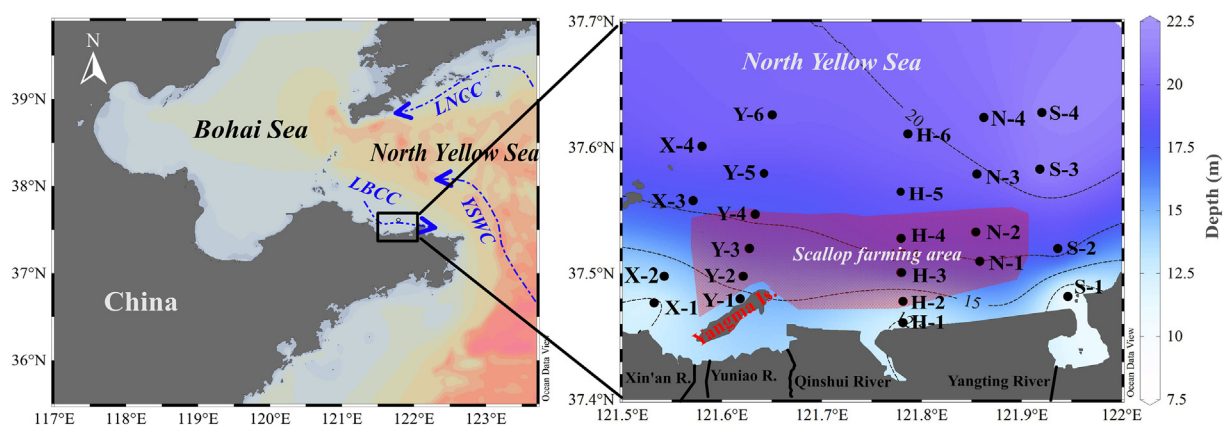 N
39°N
38°N
37°N
36°N
117°E
118°E
119°E
120°E
121°E
122°E
123°E
Bohai Sea
North Yellow Sea
LNCC
LBCC
YSWC
China
Ocean Data View
37.7°N
37.6°N
37.5°N
37.4°N
121.5°E
121.6°E
121.7°E
121.8°E
121.9°E
122°E
North Yellow Sea
20
Y-6
X-4
H-6
N-4
S-4
Y-5
N-3
S-3
X-3
H-5
Y-4
Y-3
H-4
N-2
Scallop farming area
S-2
N-1
X-2
Y-2
H-3
15
X-1
Y-1
H-2
S-1
H-1
Yangma Is.
Xin'an R.
Yuniao R.
Qinshui River
Yangting River
Ocean Data View
22.5
20
17.5
15
12.5
10
7.5
Depth (m)